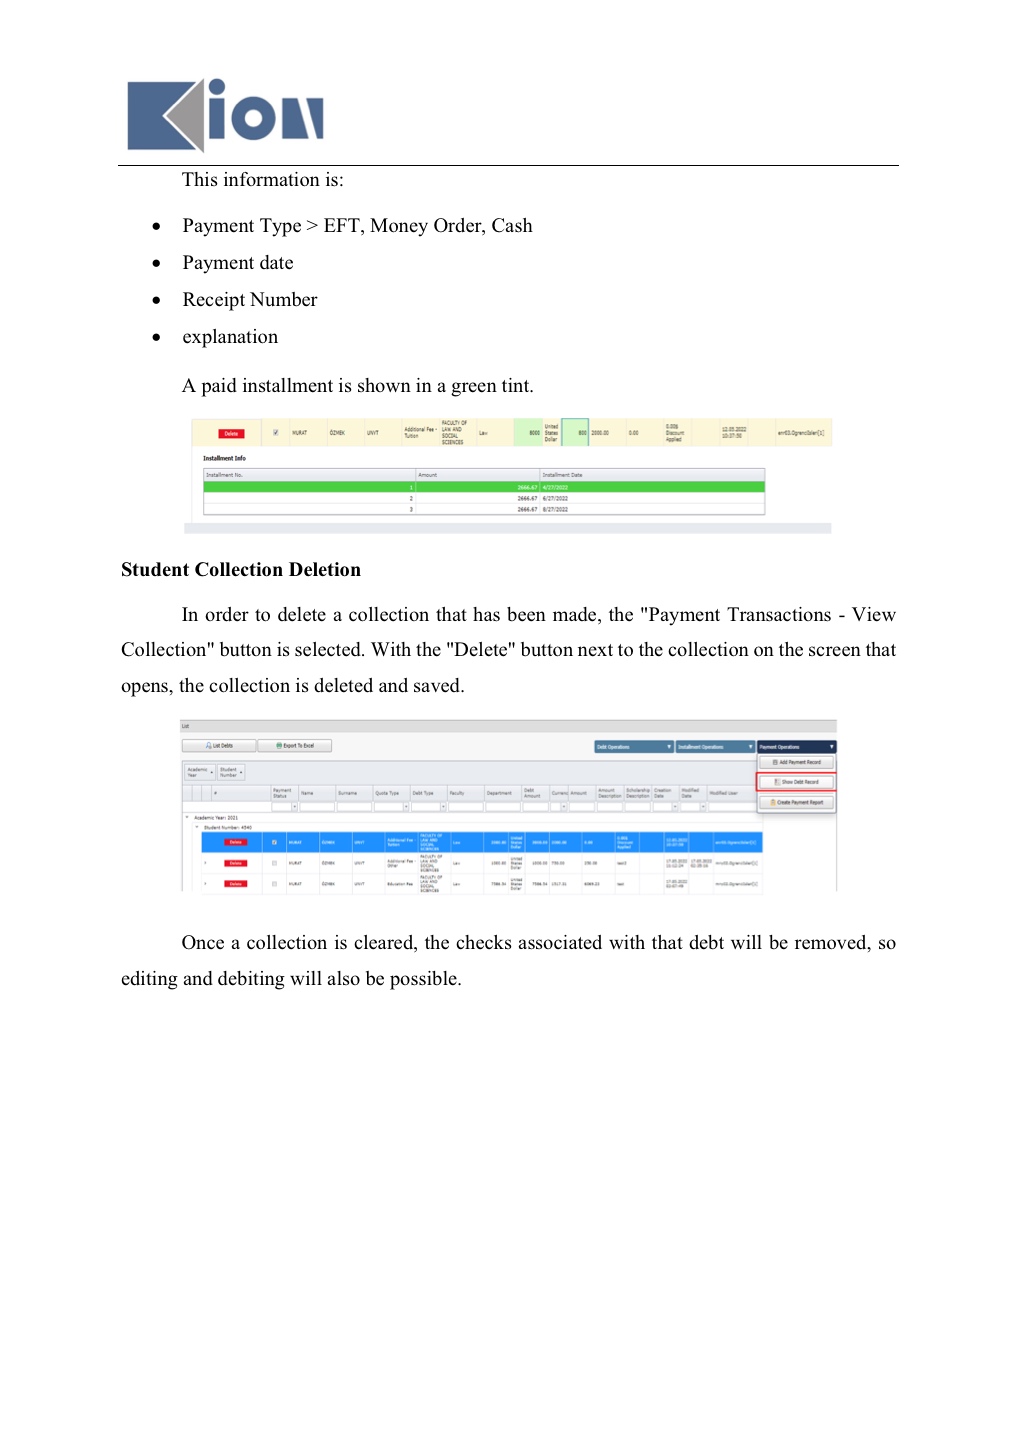 Kion
This information is:
• Payment Type > EFT, Money Order, Cash
• Payment date
• Receipt Number
• explanation
A paid installment is shown in a green tint.
Delete MURAT ÖZMEK UNYT Additional Fee - Tuition FACULTY OF LAW AND SOCIAL SCIENCES Law 8000 United States Dollar 800 2000.00 0.00 Discount Applied 12.05.2022
Installment Info
Installment No. Amount Installment Date
1 2666.67 4/27/2022
2 2666.67 6/27/2022
3 2666.67 8/27/2022
Student Collection Deletion
In order to delete a collection that has been made, the "Payment Transactions - View
Collection" button is selected. With the "Delete" button next to the collection on the screen that
opens, the collection is deleted and saved.
List
List Debts Export To Excel Debt Operations Installment Operations Payment Operations
Add Payment Record
Academic Year Student Number
Show Debt Record
# Payment Status Name Surname Quota Type Debt Type Faculty Department Debt Amount Currenc Amount Amount Description Scholarship Description Creation Date Modified Date Modified User
Create Payment Report
Academic Year: 2021
Student Number: 4340
Delete MURAT ÖZMEK UNYT Additional Fee - Tuition FACULTY OF LAW AND SOCIAL SCIENCES Law United States Dollar 0.00 Discount Applied
Delete MURAT ÖZMEK UNYT Additional Fee - Other FACULTY OF LAW AND SOCIAL SCIENCES Law United States Dollar
Delete MURAT ÖZMEK UNYT Education Fee FACULTY OF LAW AND SOCIAL SCIENCES Law United States Dollar
Once a collection is cleared, the checks associated with that debt will be removed, so
editing and debiting will also be possible.